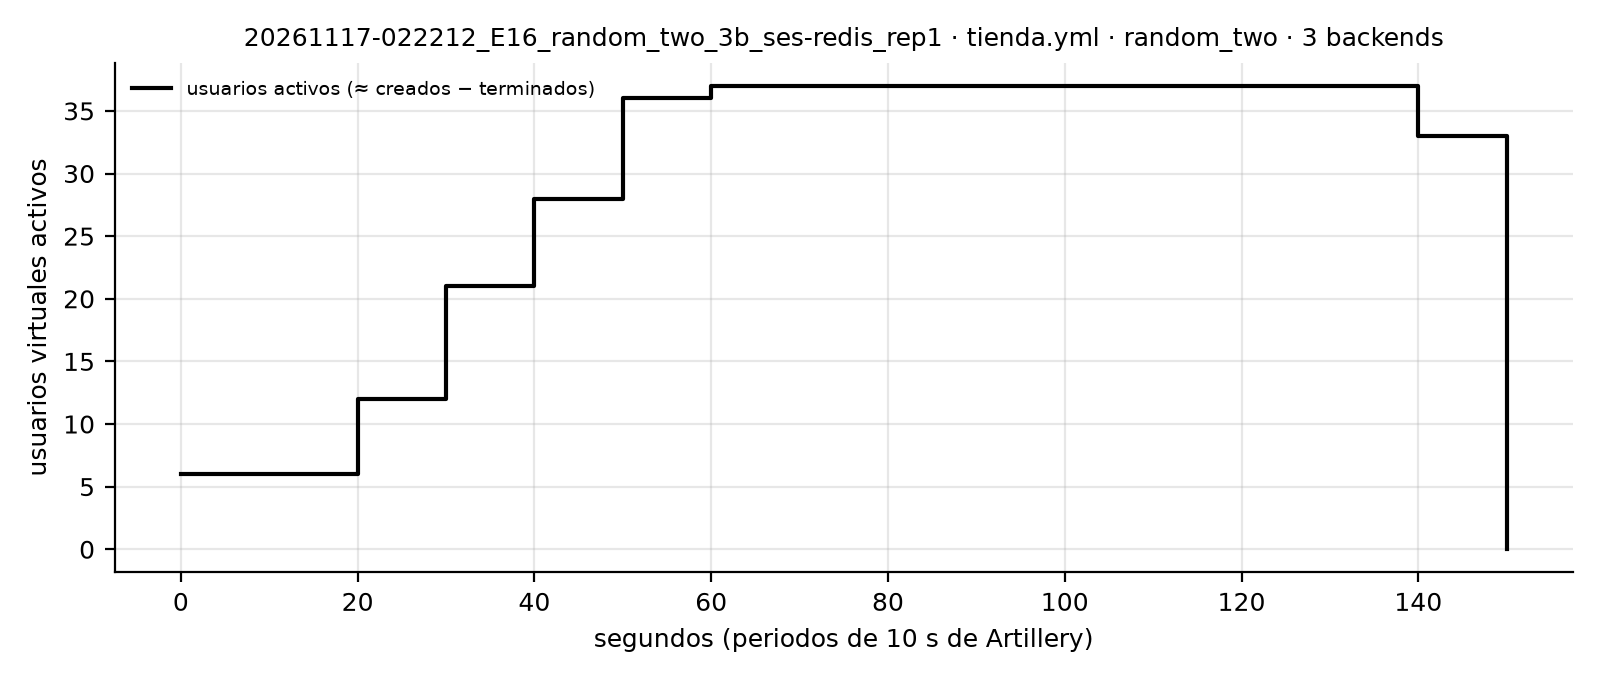 20261117-022212_E16_random_two_3b_ses-redis_rep1 · tienda.yml · random_two · 3 backends
usuarios activos (≈ creados − terminados)
usuarios virtuales activos
35
30
25
20
15
10
5
0
0 20 40 60 80 100 120 140
segundos (periodos de 10 s de Artillery)